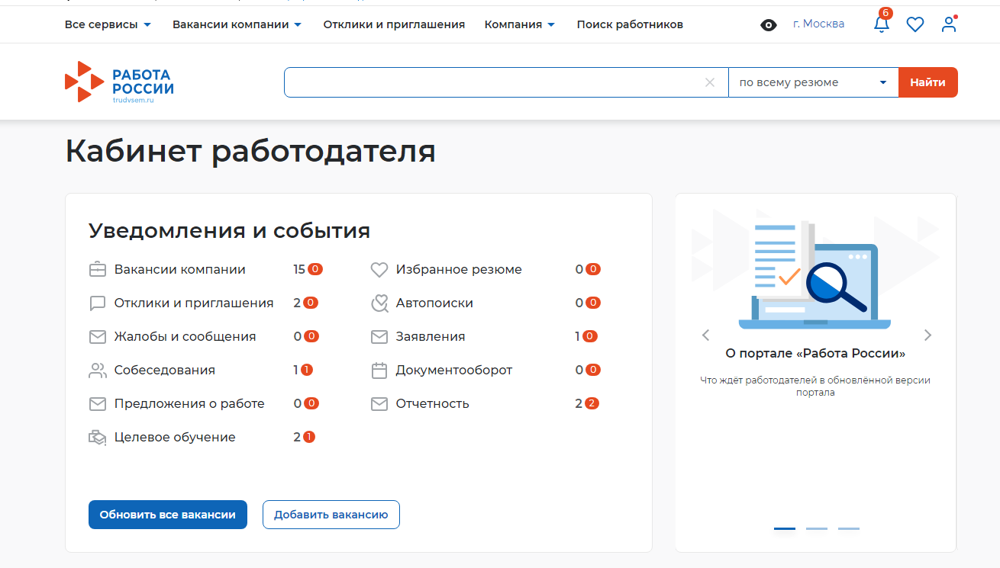 Все сервисы Вакансии компании Отклики и приглашения Компания Поиск работников г. Москва 6
РАБОТА
РОССИИ
trudvsem.ru
по всему резюме Найти
Кабинет работодателя
Уведомления и события
Вакансии компании 15 0 Избранное резюме 0 0
Отклики и приглашения 2 0 Автопоиски 0 0
Жалобы и сообщения 0 0 Заявления 1 0
Собеседования 1 1 Документооборот 0 0
Предложения о работе 0 0 Отчетность 2 2
Целевое обучение 2 1
Обновить все вакансии Добавить вакансию
О портале «Работа России»
Что ждёт работодателей в обновлённой версии
портала